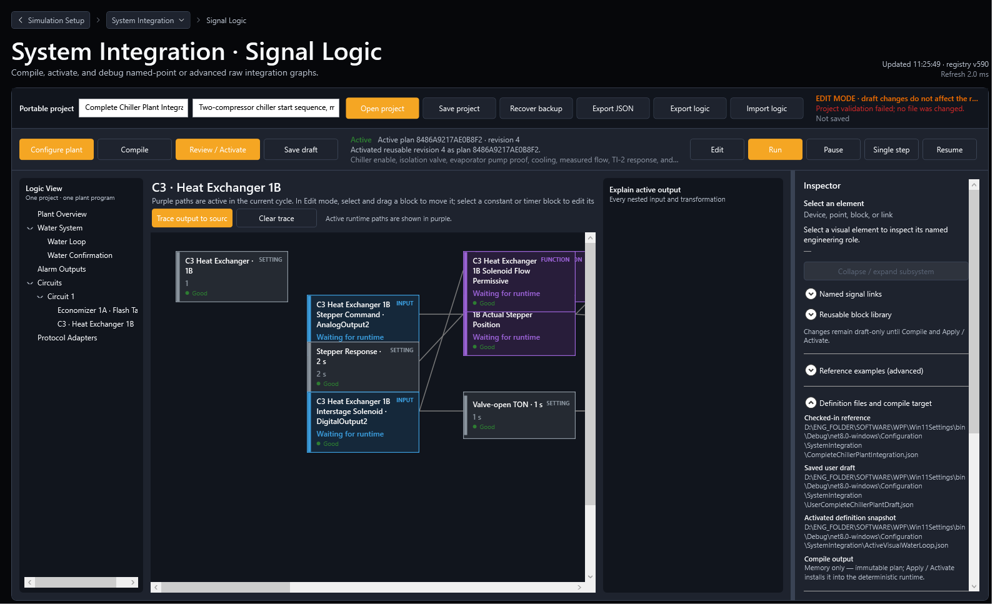 Simulation Setup
System Integration
Signal Logic
System Integration · Signal Logic
Compile, activate, and debug named-point or advanced raw integration graphs.
Updated 11:25:49 · registry v590
Refresh 2.0 ms
Portable project
Complete Chiller Plant Integra
Two-compressor chiller start sequence, m
Open project
Save project
Recover backup
Export JSON
Export logic
Import logic
EDIT MODE · draft changes do not affect the r...
Project validation failed; no file was changed.
Not saved
Configure plant
Compile
Review / Activate
Save draft
Active Active plan 8486A9217AE0B8F2 · revision 4
Activated reusable revision 4 as plan 8486A9217AE0B8F2.
Chiller enable, isolation valve, evaporator pump proof, cooling, measured flow, TI-2 response, and...
Edit
Run
Pause
Single step
Resume
Logic View
One project · one plant program
Plant Overview
Water System
Water Loop
Water Confirmation
Alarm Outputs
Circuits
Circuit 1
Economizer 1A · Flash Ta
C3 · Heat Exchanger 1B
Protocol Adapters
C3 · Heat Exchanger 1B
Purple paths are active in the current cycle. In Edit mode, select and drag a block to move it; select a constant or timer block to edit its
Trace output to sourc
Clear trace
Active runtime paths are shown in purple.
C3 Heat Exchanger · SETTING
1B
1
Good
C3 Heat Exchanger 1B INPUT
Stepper Command ·
AnalogOutput2
Waiting for runtime
Stepper Response · SETTING
2 s
2 s
Good
C3 Heat Exchanger 1B INPUT
Interstage Solenoid ·
DigitalOutput2
Waiting for runtime
Good
C3 Heat Exchanger FUNCTION ON
1B Solenoid Flow
Permissive
Waiting for runtime
Good
1B Actual Stepper
Position
Waiting for runtime
Good
Valve-open TON · 1 s SETTING
1 s
Good
Explain active output
Every nested input and transformation
Inspector
Select an element
Device, point, block, or link
Select a visual element to inspect its named
engineering role.
—
Collapse / expand subsystem
Named signal links
Reusable block library
Changes remain draft-only until Compile and Apply /
Activate.
Reference examples (advanced)
Definition files and compile target
Checked-in reference
D:\ENG_FOLDER\SOFTWARE\WPF\Win11Settings\bin
\Debug\net8.0-windows\Configuration
\SystemIntegration
\CompleteChillerPlantIntegration.json
Saved user draft
D:\ENG_FOLDER\SOFTWARE\WPF\Win11Settings\bin
\Debug\net8.0-windows\Configuration
\SystemIntegration
\UserCompleteChillerPlantDraft.json
Activated definition snapshot
D:\ENG_FOLDER\SOFTWARE\WPF\Win11Settings\bin
\Debug\net8.0-windows\Configuration
\SystemIntegration\ActiveVisualWaterLoop.json
Compile output
Memory only — immutable plan; Apply / Activate
installs it into the deterministic runtime.